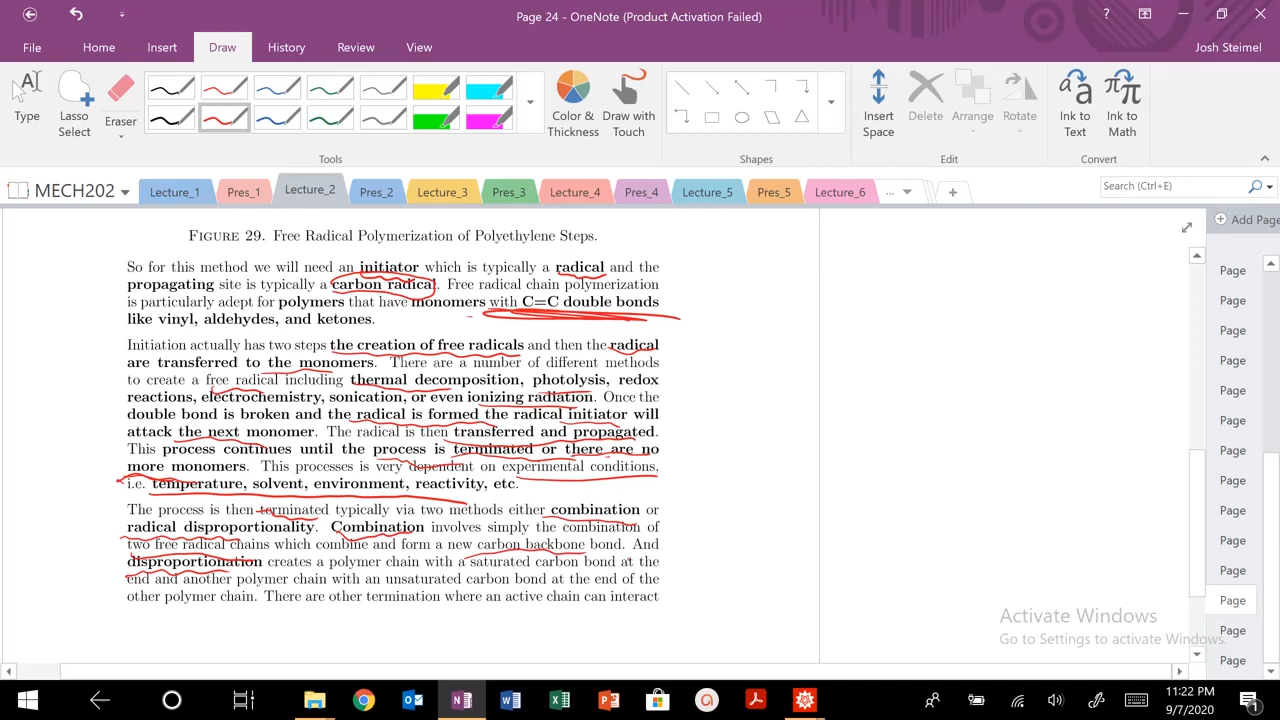 Page 24 - OneNote (Product Activation Failed)
?
File Home Insert Draw History Review View Josh Steimel
Type
Lasso Select
Eraser
Color & Thickness
Draw with Touch
Insert Space
Delete
Arrange
Rotate
Ink to Text
Ink to Math
Tools Shapes Edit Convert
MECH202 Lecture_1 Pres_1 Lecture_2 Pres_2 Lecture_3 Pres_3 Lecture_4 Pres_4 Lecture_5 Pres_5 Lecture_6 ... + Search (Ctrl+E)
Add Page
FIGURE 29. Free Radical Polymerization of Polyethylene Steps.
So for this method we will need an initiator which is typically a radical and the
propagating site is typically a carbon radical. Free radical chain polymerization
is particularly adept for polymers that have monomers with C=C double bonds
like vinyl, aldehydes, and ketones.
Initiation actually has two steps the creation of free radicals and then the radical
are transferred to the monomers. There are a number of different methods
to create a free radical including thermal decomposition, photolysis, redox
reactions, electrochemistry, sonication, or even ionizing radiation. Once the
double bond is broken and the radical is formed the radical initiator will
attack the next monomer. The radical is then transferred and propagated.
This process continues until the process is terminated or there are no
more monomers. This processes is very dependent on experimental conditions,
i.e. temperature, solvent, environment, reactivity, etc.
The process is then terminated typically via two methods either combination or
radical disproportionality. Combination involves simply the combination of
two free radical chains which combine and form a new carbon backbone bond. And
disproportionation creates a polymer chain with a saturated carbon bond at the
end and another polymer chain with an unsaturated carbon bond at the end of the
other polymer chain. There are other termination where an active chain can interact
Page
Page
Page
Page
Page
Page
Page
Page
Page
Page
Page
Page
Page
Page
Activate Windows
Go to Settings to activate Windows.
11:22 PM
9/7/2020
1